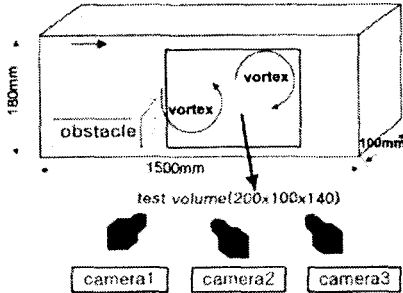 180mm
vortex
vortex
obstacle
100mm
1500mm
test volume(200x100x140)
camera1
camera2
camera3